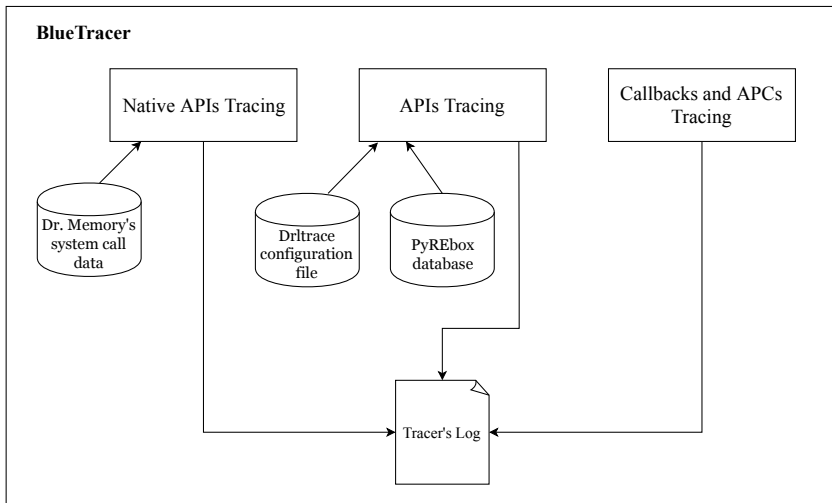 BlueTracer
Native APIs Tracing
APIs Tracing
Callbacks and APCs
Tracing
Dr. Memory's
system call
data
Drltrace
configuration
file
PyREbox
database
Tracer's Log